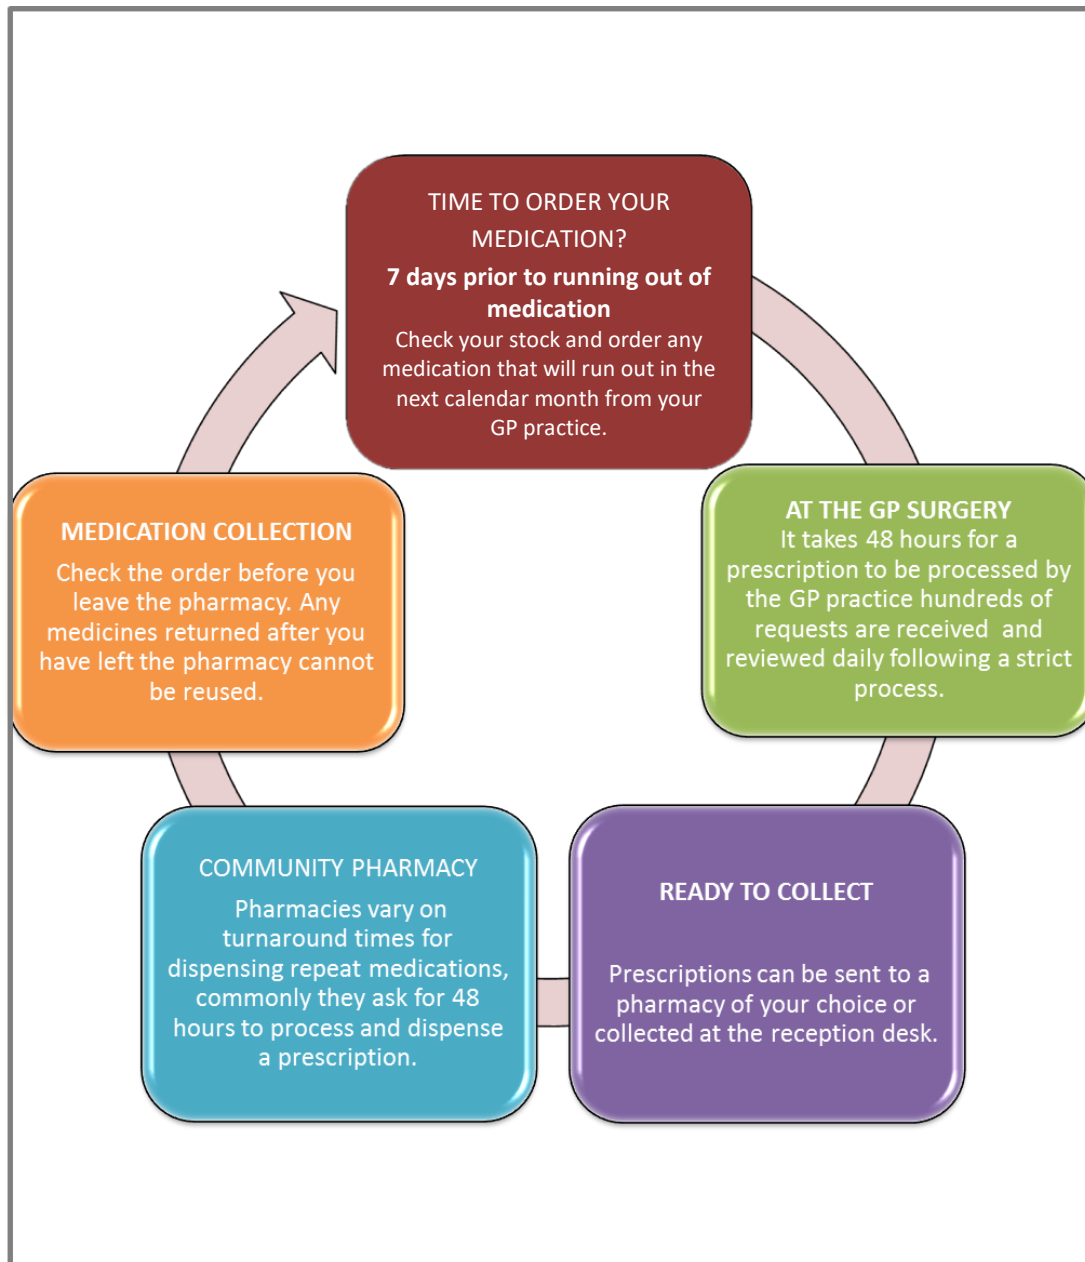 TIME TO ORDER YOUR
MEDICATION?
7 days prior to running out of
medication
Check your stock and order any
medication that will run out in the
next calendar month from your
GP practice.
AT THE GP SURGERY
It takes 48 hours for a
prescription to be processed by
the GP practice hundreds of
requests are received  and
reviewed daily following a strict
process.
READY TO COLLECT
Prescriptions can be sent to a
pharmacy of your choice or
collected at the reception desk.
COMMUNITY PHARMACY
Pharmacies vary on
turnaround times for
dispensing repeat medications,
commonly they ask for 48
hours to process and dispense
a prescription.
MEDICATION COLLECTION
Check the order before you
leave the pharmacy. Any
medicines returned after you
have left the pharmacy cannot
be reused.